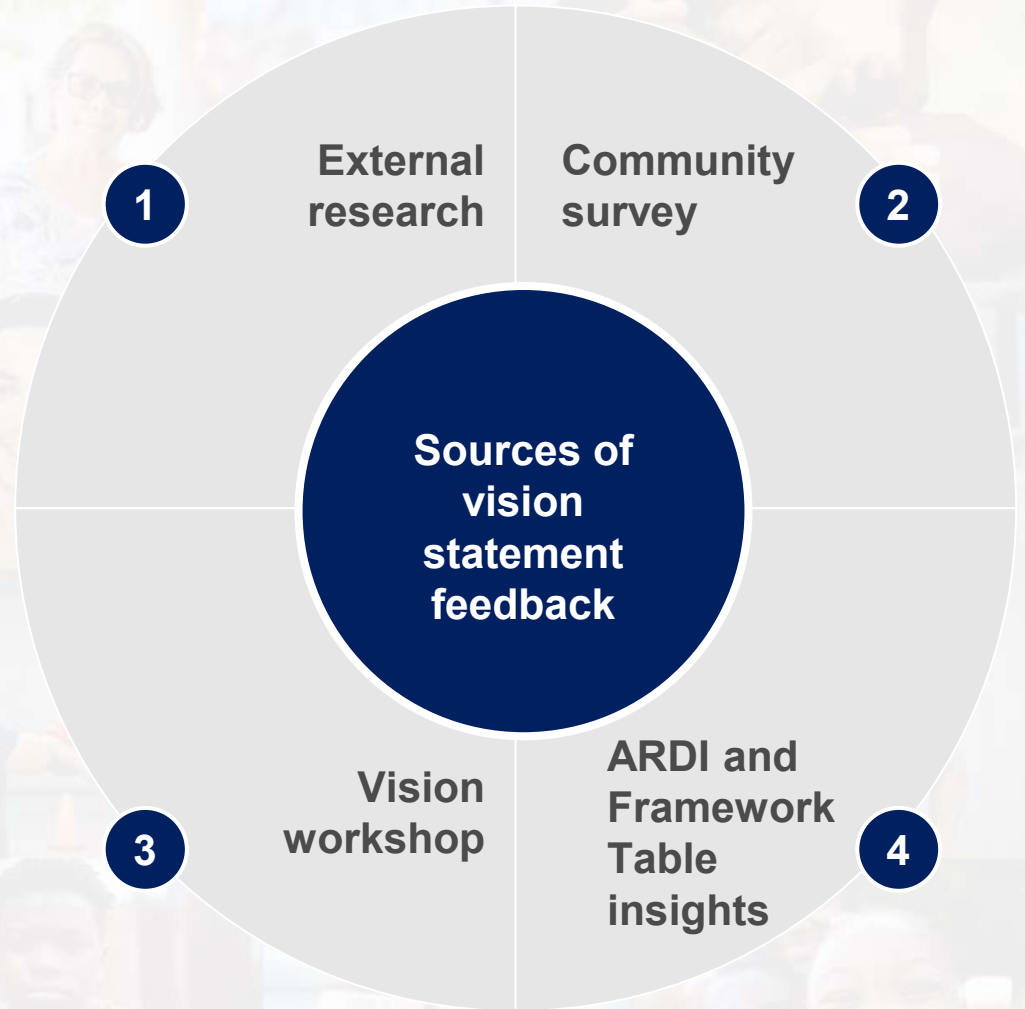 1
External
research
Community
survey
2
Sources of
vision
statement
feedback
3
Vision
workshop
ARDI and
Framework
Table
insights
4